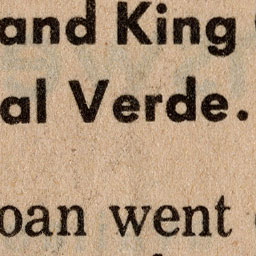 and King
al Verde.
oan went